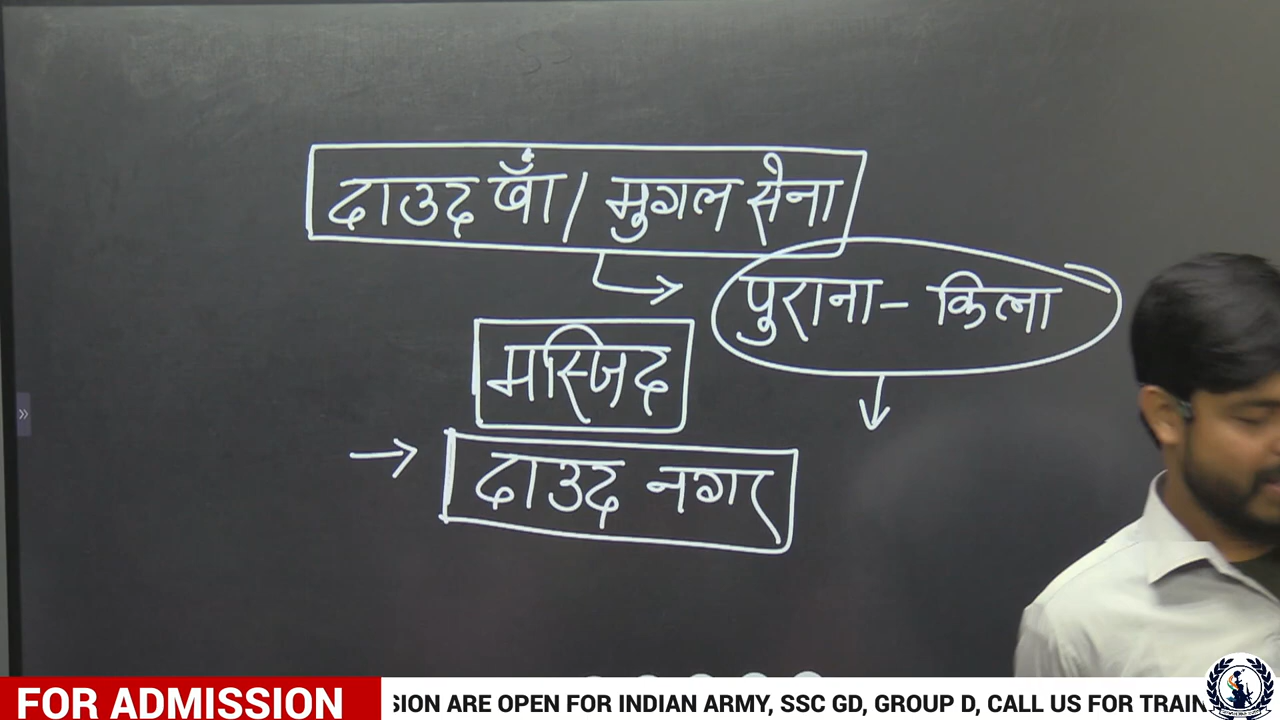 दाउद खाँ / मुगल सेना
→ पुराना - किला
↓
मस्जिद
→ दाउद नगर
»
FOR ADMISSION
SION ARE OPEN FOR INDIAN ARMY, SSC GD, GROUP D, CALL US FOR TRAIN